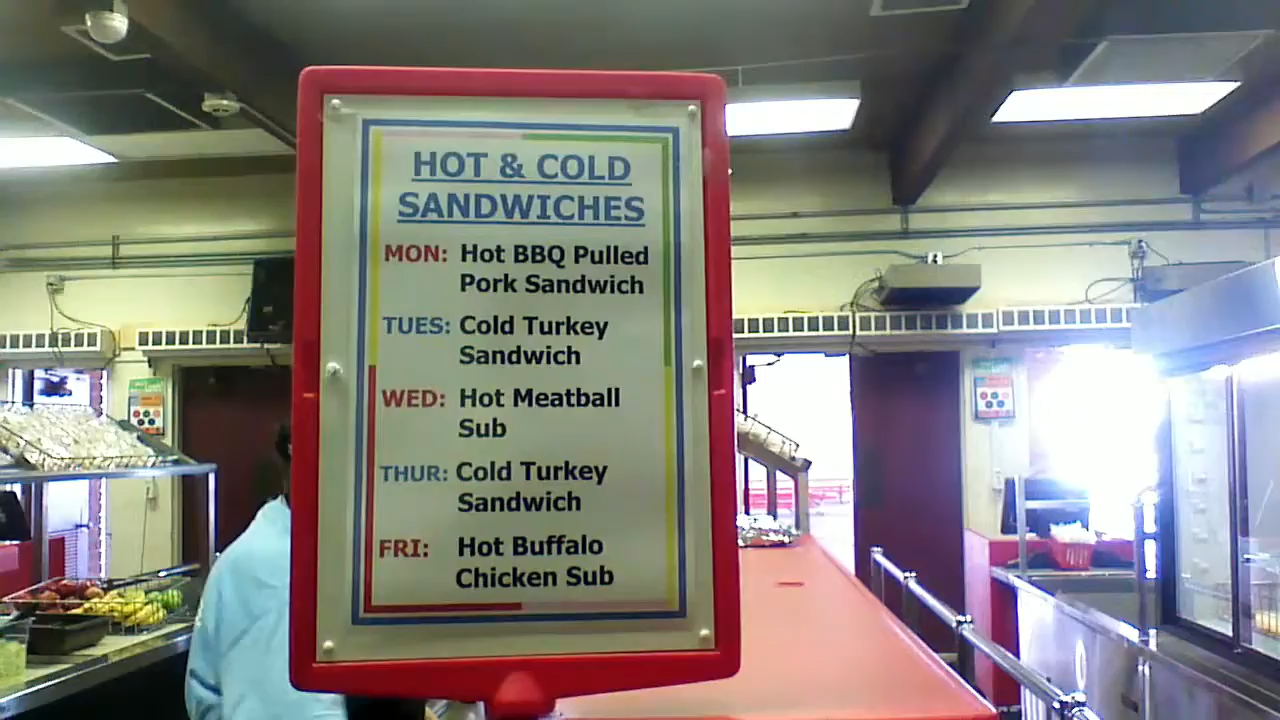 HOT & COLD
SANDWICHES
MON: Hot BBQ Pulled
Pork Sandwich
TUES: Cold Turkey
Sandwich
WED: Hot Meatball
Sub
THUR: Cold Turkey
Sandwich
FRI: Hot Buffalo
Chicken Sub